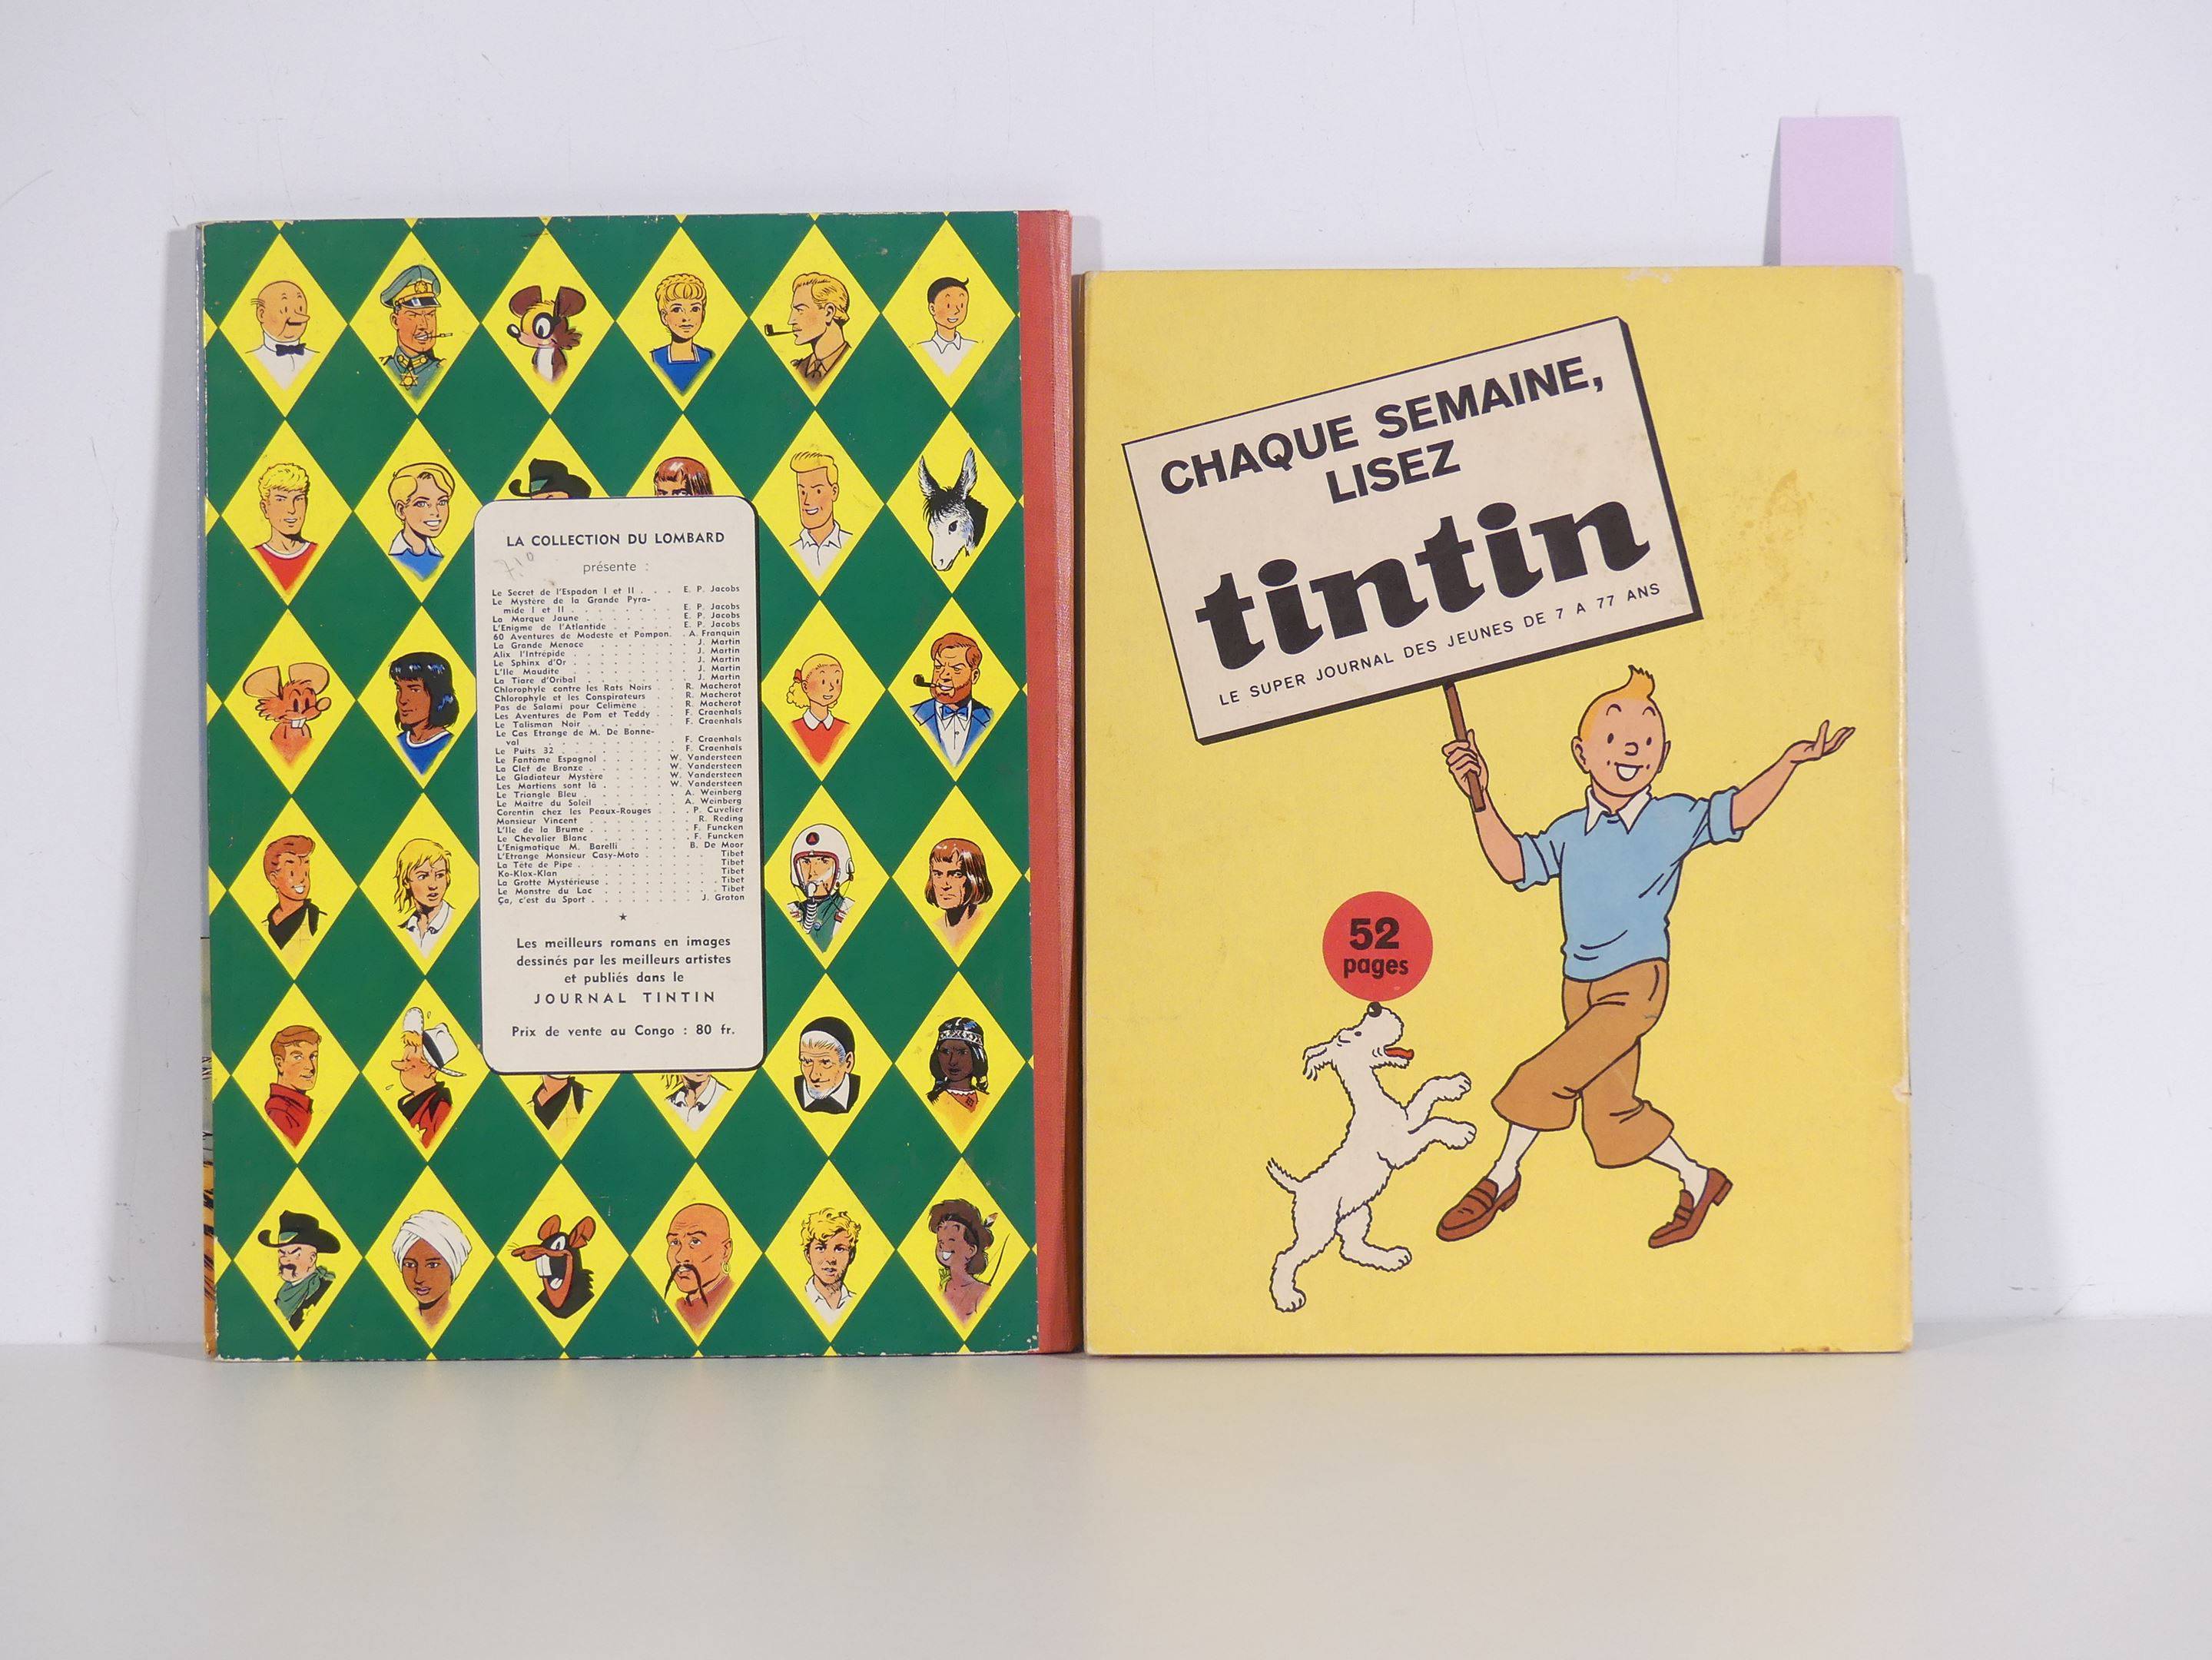 LA COLLECTION DU LOMBARD
7.10
présente :
Le Secret de l'Espadon I et II . . . E. P. Jacobs
Le Mystère de la Grande Pyra-
mide I et II . . . . . . . . E. P. Jacobs
La Marque Jaune . . . . . . . E. P. Jacobs
L'Enigme de l'Atlantide . . . . . E. P. Jacobs
60 Aventures de Modeste et Pompon. . A. Franquin
La Grande Menace . . . . . . . J. Martin
Alix l'Intrépide . . . . . . . . J. Martin
Le Sphinx d'Or . . . . . . . . J. Martin
L'Ile Maudite . . . . . . . . . J. Martin
La Tiare d'Oribal . . . . . . . . J. Martin
Chlorophyle contre les Rats Noirs . . . R. Macherot
Chlorophyle et les Conspirateurs . . . R. Macherot
Pas de Salami pour Celimène . . . . R. Macherot
Les Aventures de Pom et Teddy . . . F. Craenhals
Le Talisman Noir . . . . . . . . F. Craenhals
Le Cas Etrange de M. De Bonne-
val . . . . . . . . . . . F. Craenhals
Le Puits 32 . . . . . . . . . F. Craenhals
Le Fantôme Espagnol . . . . . . W. Vandersteen
La Clef de Bronze . . . . . . . W. Vandersteen
Le Gladiateur Mystère . . . . . . W. Vandersteen
Les Martiens sont là . . . . . . . W. Vandersteen
Le Triangle Bleu . . . . . . . . A. Weinberg
Le Maître du Soleil . . . . . . . A. Weinberg
Corentin chez les Peaux-Rouges . . . . P. Cuvelier
Monsieur Vincent . . . . . . . . R. Reding
L'Ile de la Brume . . . . . . . . F. Funcken
Le Chevalier Blanc . . . . . . . F. Funcken
L'Enigmatique M. Barelli . . . . . B. De Moor
L'Etrange Monsieur Casy-Moto . . . . Tibet
La Tête de Pipe . . . . . . . . Tibet
Ko-Klox-Klan . . . . . . . . . Tibet
La Grotte Mystérieuse . . . . . . . Tibet
Le Monstre du Lac . . . . . . . . Tibet
Ça, c'est du Sport . . . . . . . . J. Graton
★
Les meilleurs romans en images
dessinés par les meilleurs artistes
et publiés dans le
JOURNAL TINTIN
Prix de vente au Congo : 80 fr.
CHAQUE SEMAINE,
LISEZ
tintin
LE SUPER JOURNAL DES JEUNES DE 7 A 77 ANS
52
pages